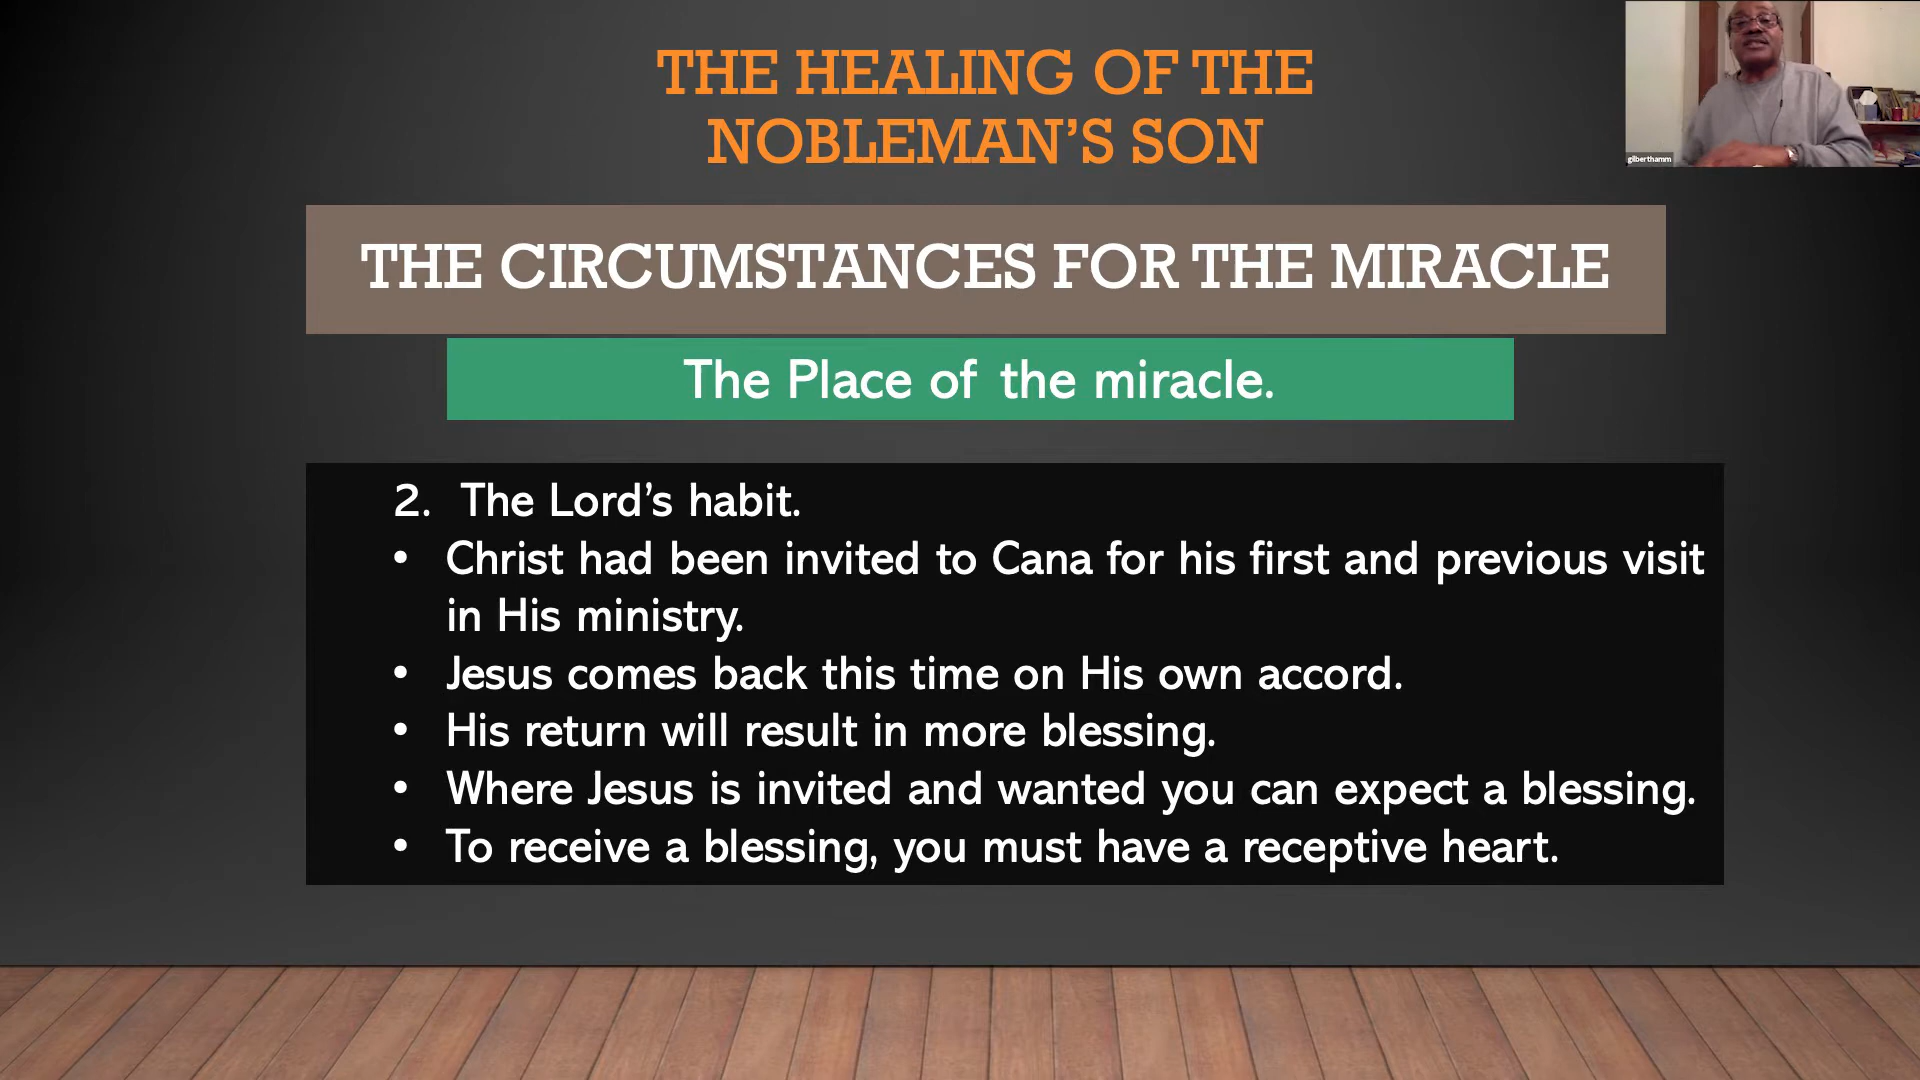 THE HEALING OF THE
NOBLEMAN'S SON
gilberthamm
THE CIRCUMSTANCES FOR THE MIRACLE
The Place of the miracle.
2. The Lord's habit.
• Christ had been invited to Cana for his first and previous visit
in His ministry.
• Jesus comes back this time on His own accord.
• His return will result in more blessing.
• Where Jesus is invited and wanted you can expect a blessing.
• To receive a blessing, you must have a receptive heart.